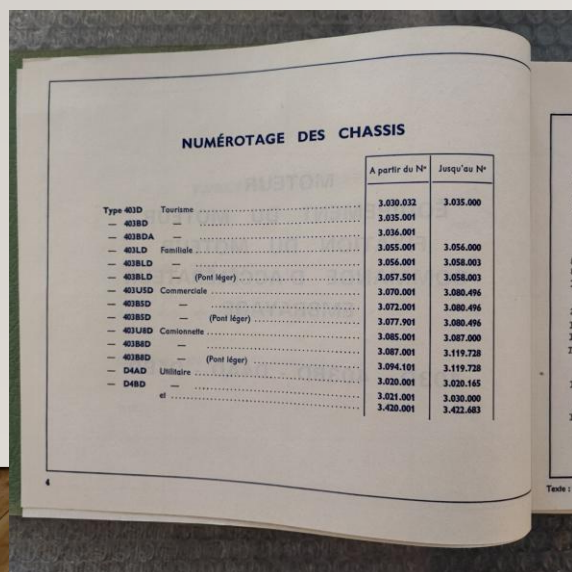 NUMÉROTAGE DES CHASSIS
A partir du N° Jusqu'au N°
Type 403D Tourisme ........ 3.030.032 3.035.000
— 403BD — ........ 3.035.001
— 403BDA — ........ 3.036.001
— 403LD Familiale ........ 3.055.001 3.056.000
— 403BLD — ........ 3.056.001 3.058.003
— 403BLD — (Pont léger) ........ 3.057.501 3.058.003
— 403U5D Commerciale ........ 3.070.001 3.080.496
— 403B5D — ........ 3.072.001 3.080.496
— 403B5D — (Pont léger) ........ 3.077.901 3.080.496
— 403U8D Camionnette ........ 3.085.001 3.087.000
— 403B8D — ........ 3.087.001 3.119.728
— 403B8D — (Pont léger) ........ 3.094.101 3.119.728
— D4AD Utilitaire ........ 3.020.001 3.020.165
— D4BD — ........ 3.021.001 3.030.000
et ........ 3.420.001 3.422.683
4
Texte :